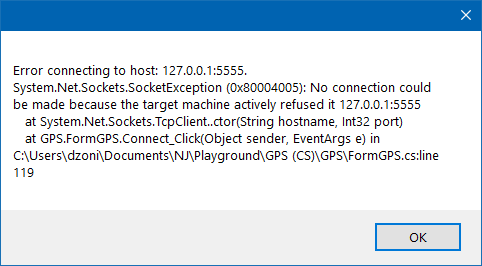 Error connecting to host: 127.0.0.1:5555.
System.Net.Sockets.SocketException (0x80004005): No connection could
be made because the target machine actively refused it 127.0.0.1:5555
at System.Net.Sockets.TcpClient..ctor(String hostname, Int32 port)
at GPS.FormGPS.Connect_Click(Object sender, EventArgs e) in
C:\Users\dzoni\Documents\NJ\Playground\GPS (CS)\GPS\FormGPS.cs:line
119
OK